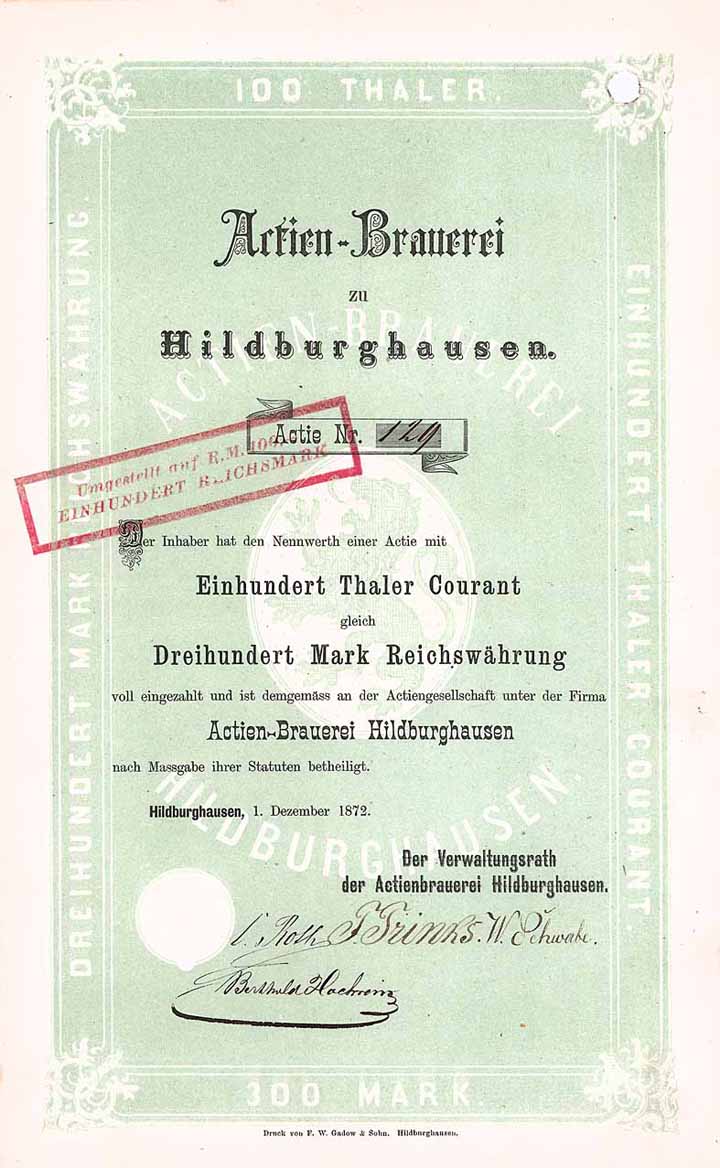 100 THALER.
Actien-Brauerei
zu
Hildburghausen.
ACTIEN-BRAUEREI
Actie Nr. 129
Umgestellt auf R.M. 100,
EINHUNDERT REICHSMARK
Der Inhaber hat den Nennwerth einer Actie mit
Einhundert Thaler Courant
gleich
Dreihundert Mark Reichswährung
voll eingezahlt und ist demgemäss an der Actiengesellschaft unter der Firma
Actien-Brauerei Hildburghausen
nach Massgabe ihrer Statuten betheiligt.
HILDBURGHAUSEN.
Hildburghausen, 1. Dezember 1872.
Der Verwaltungsrath
der Actienbrauerei Hildburghausen.
Roth F. Trinks. W. Schwabe.
Berthold
DREIHUNDERT MARK REICHSWÄHRUNG.
EINHUNDERT THALER COURANT
300 MARK.
Druck von F. W. Gadow & Sohn. Hildburghausen.